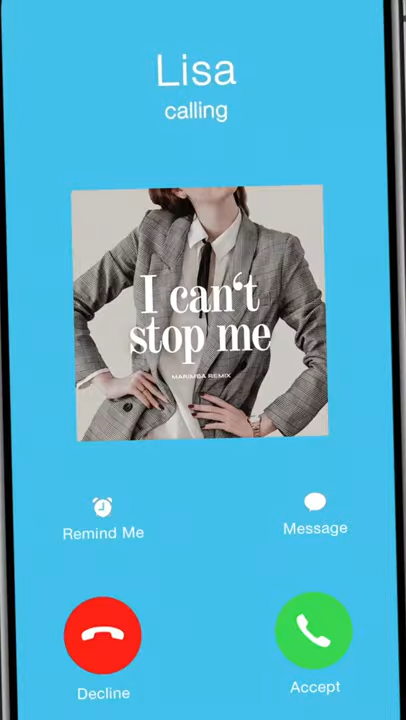 Lisa
calling
I can't
stop me
MARIMBA REMIX
Remind Me
Message
Decline
Accept